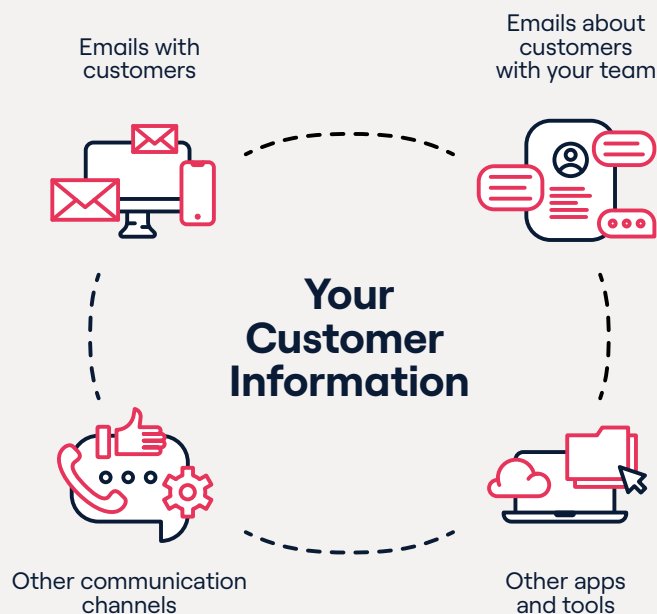 Emails with
customers
Emails about
customers
with your team
Your
Customer
Information
Other communication
channels
Other apps
and tools